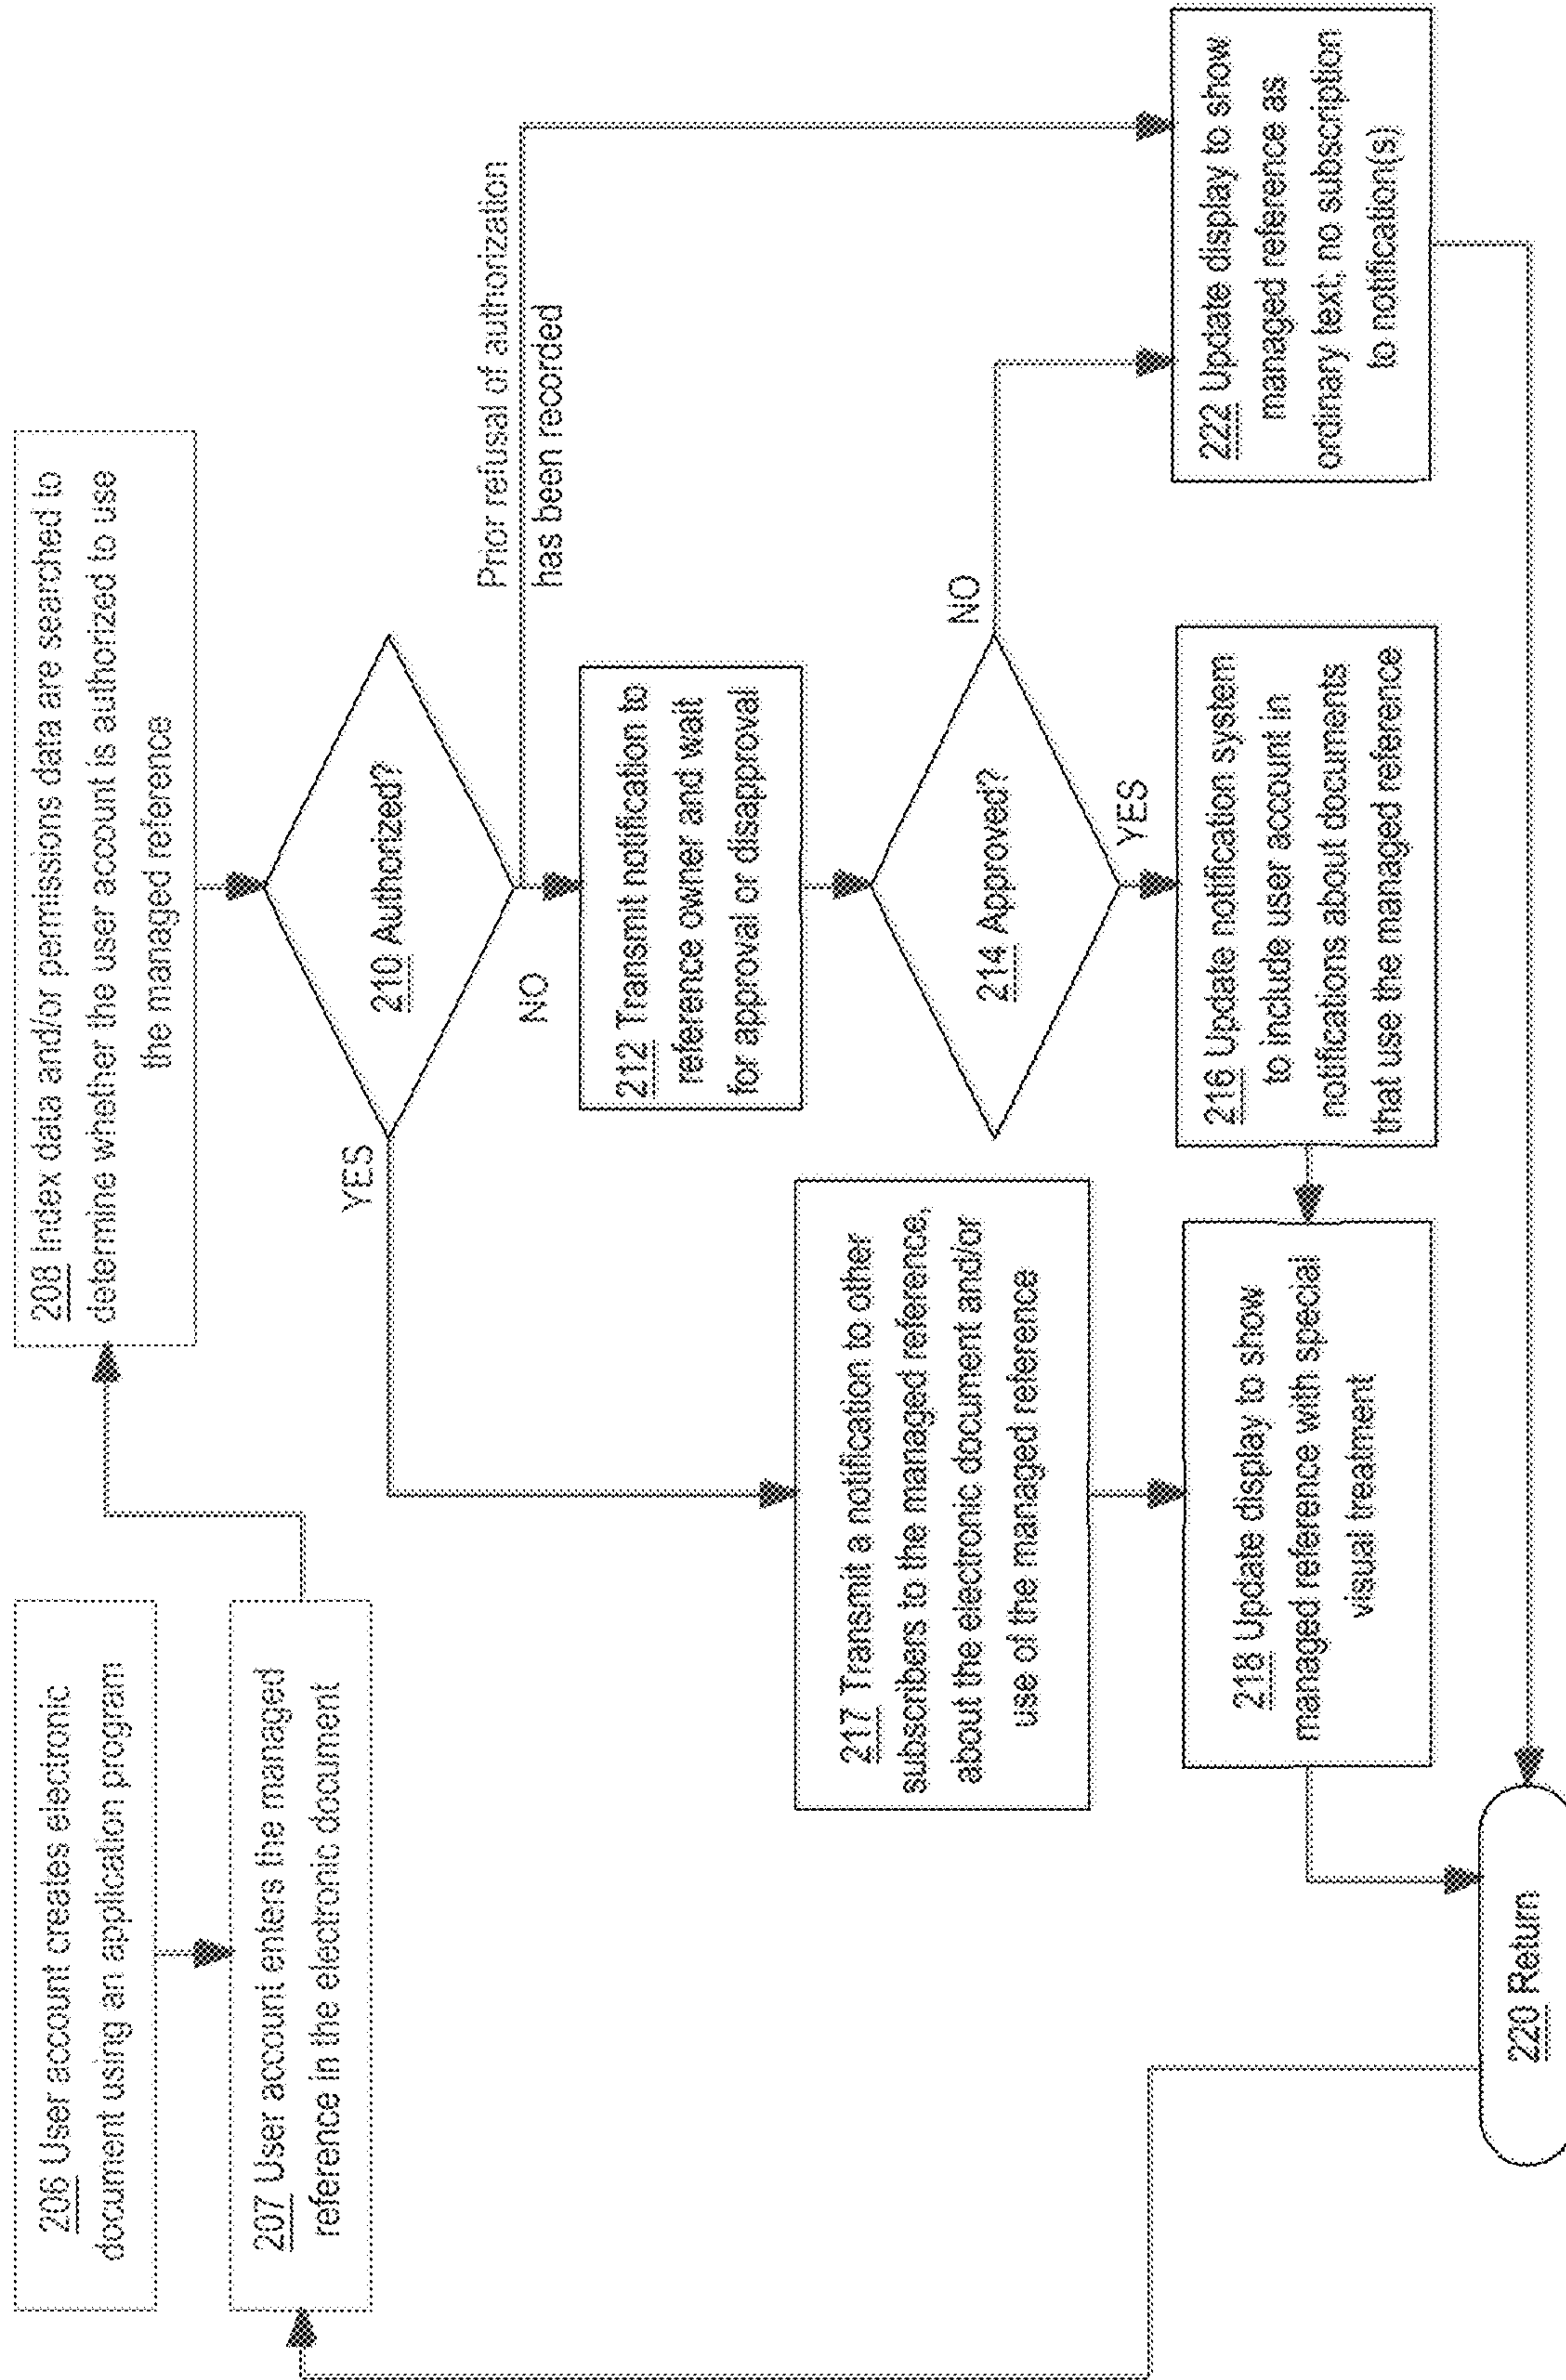 206 User account creates electronic
document using an application program
207 User account enters the managed
reference in the electronic document
208 Index data and/or permissions data are searched to
determine whether the user account is authorized to use
the managed reference
210 Authorized?
YES
NO
Prior refusal of authorization
has been recorded
212 Transmit notification to
reference owner and wait
for approval or disapproval
214 Approved?
NO
YES
217 Transmit a notification to other
subscribers to the managed reference,
about the electronic document and/or
use of the managed reference
216 Update notification system
to include user account in
notifications about documents
that use the managed reference
222 Update display to show
managed reference as
ordinary text; no subscription
to notification(s)
218 Update display to show
managed reference with special
visual treatment
220 Return